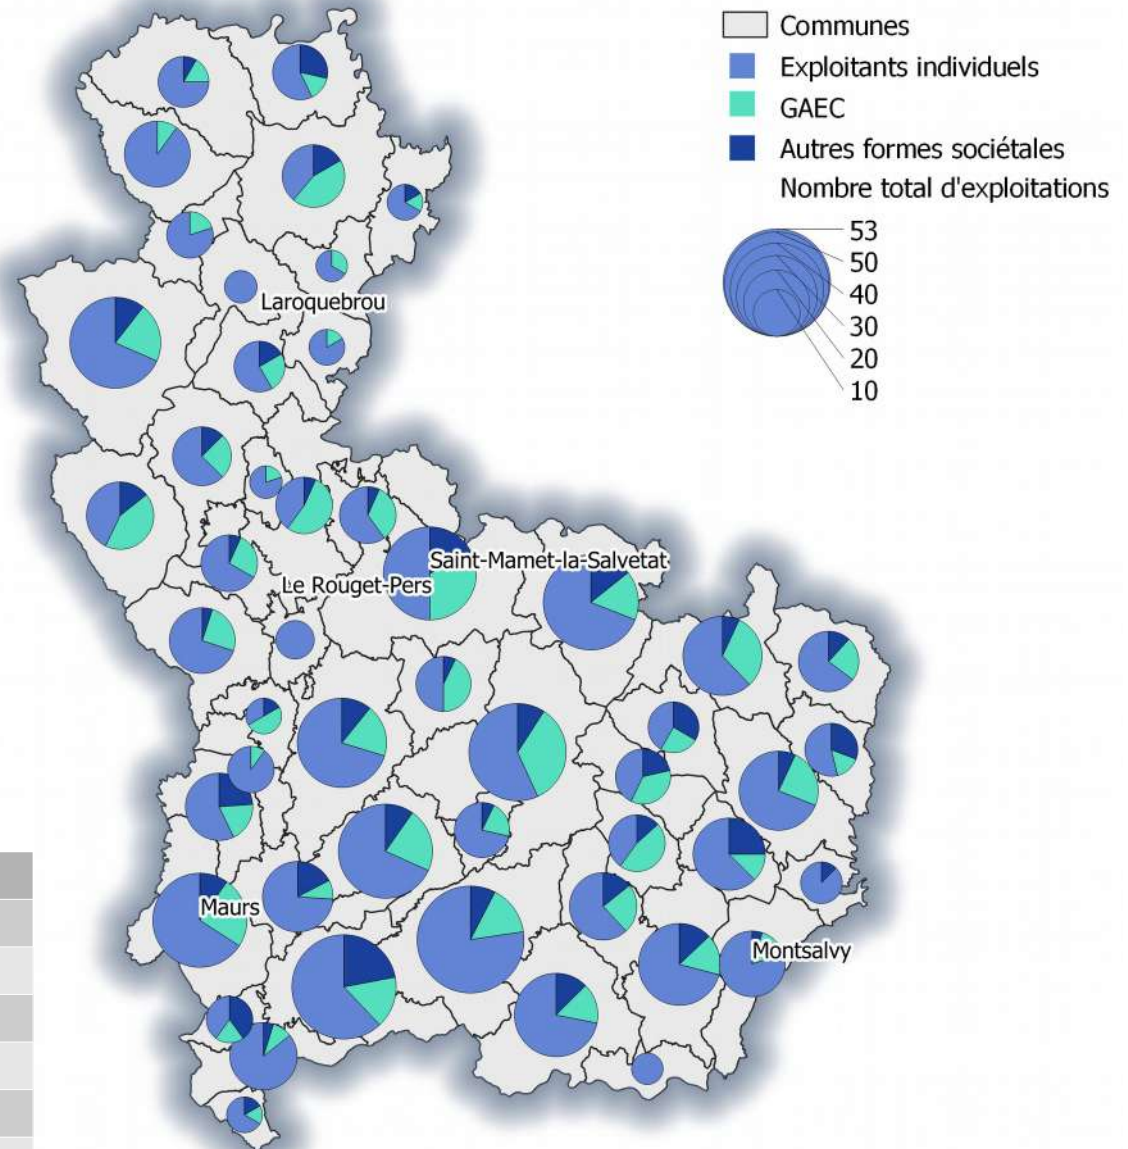 Communes
Exploitants individuels
GAEC
Autres formes sociétales
Nombre total d'exploitations
53
50
40
30
20
10
Laroquebrou
Saint-Mamet-la-Salvetat
Le Rouget-Pers
Maurs
Montsalvy